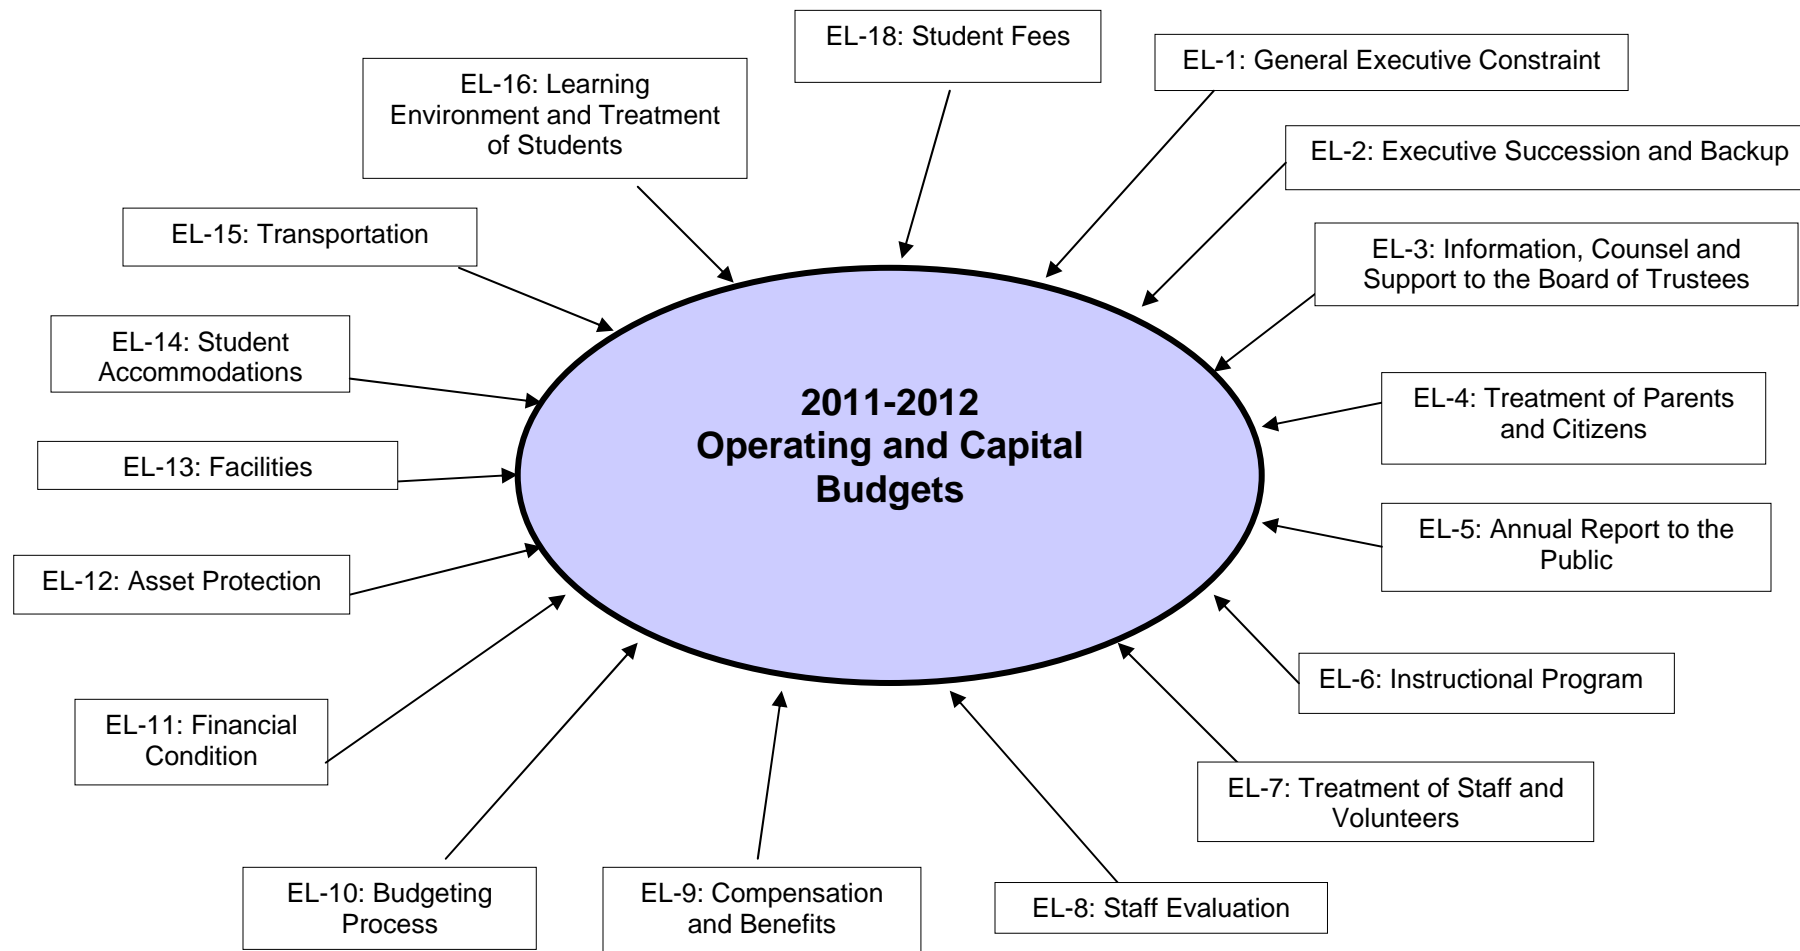 EL-18: Student Fees
EL-1: General Executive Constraint
EL-16: Learning
Environment and Treatment
of Students
EL-2: Executive Succession and Backup
EL-15: Transportation
EL-3: Information, Counsel and
Support to the Board of Trustees
EL-14: Student
Accommodations
2011-2012
Operating and Capital
Budgets
EL-4: Treatment of Parents
and Citizens
EL-13: Facilities
EL-5: Annual Report to the
Public
EL-12: Asset Protection
EL-6: Instructional Program
EL-11: Financial
Condition
EL-7: Treatment of Staff and
Volunteers
EL-10: Budgeting
Process
EL-9: Compensation
and Benefits
EL-8: Staff Evaluation